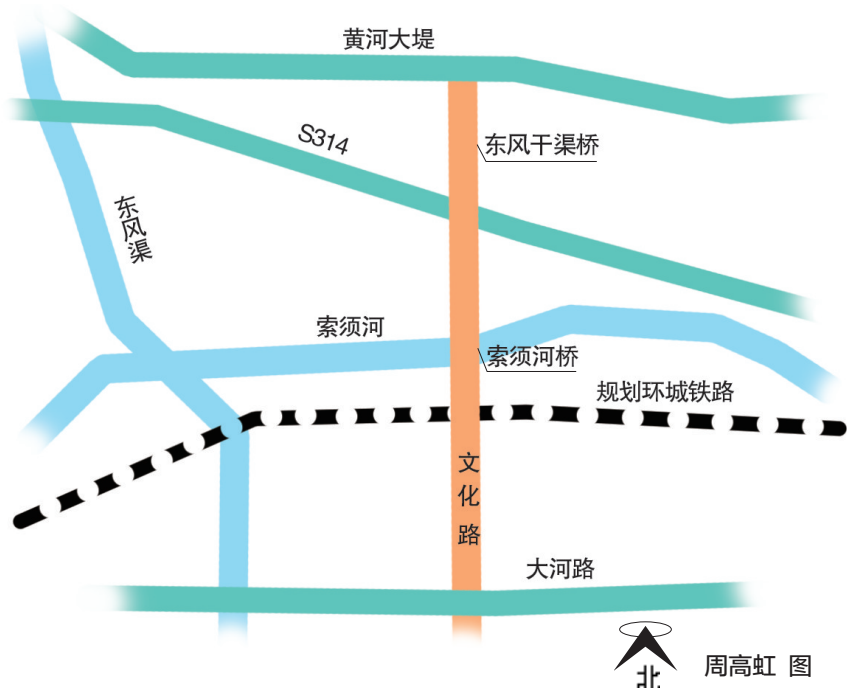 黄河大堤
S314
东风干渠桥
东风渠
索须河
索须河桥
规划环城铁路
文化路
大河路
北
周高虹 图